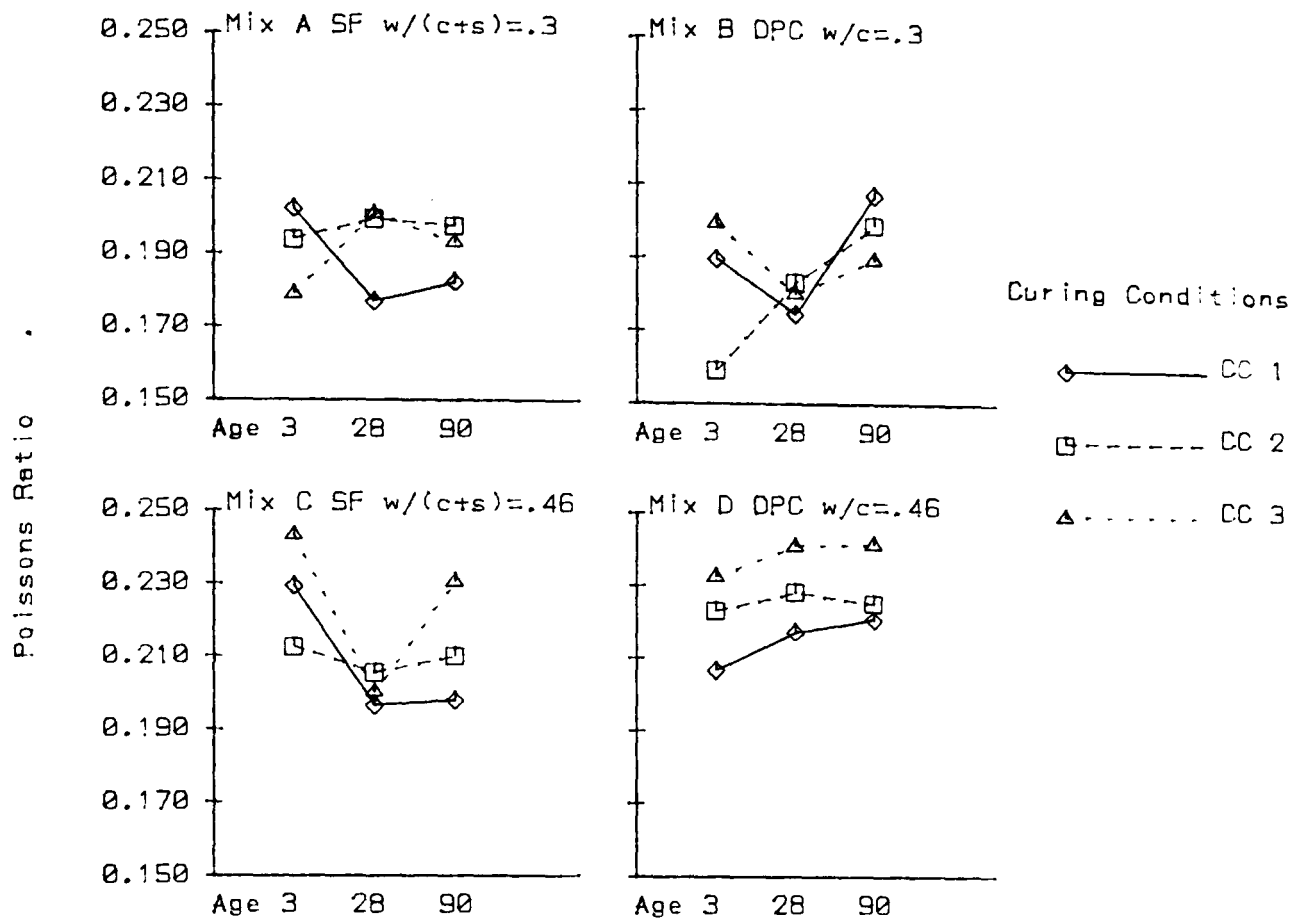 Mix A SF w/(c+s)=.3
0.250
0.230
0.210
0.190
0.170
0.150
Age 3 28 90
Mix B OPC w/c=.3
Age 3 28 90
Curing Conditions
CC 1
CC 2
CC 3
Poissons Ratio
Mix C SF w/(c+s)=.46
0.250
0.230
0.210
0.190
0.170
0.150
Age 3 28 90
Mix D OPC w/c=.46
Age 3 28 90